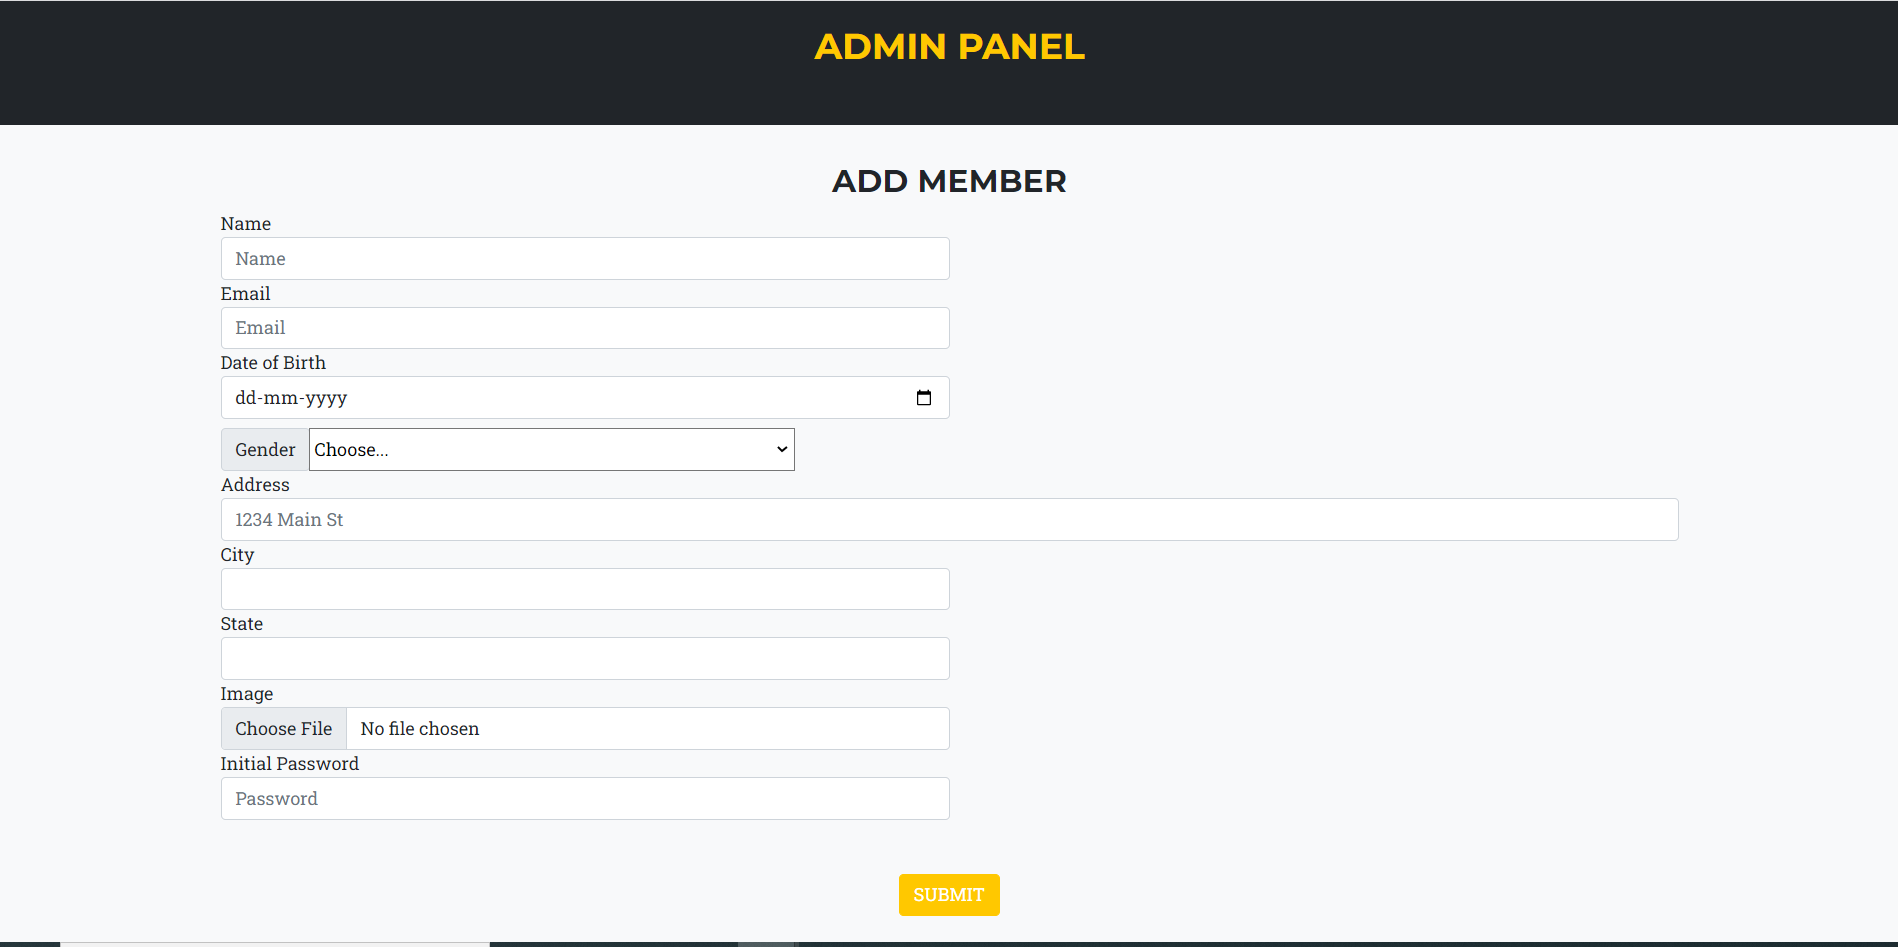 ADMIN PANEL
ADD MEMBER
Name
Name
Email
Email
Date of Birth
dd-mm-yyyy
Gender Choose...
Address
1234 Main St
City
State
Image
Choose File No file chosen
Initial Password
Password
SUBMIT